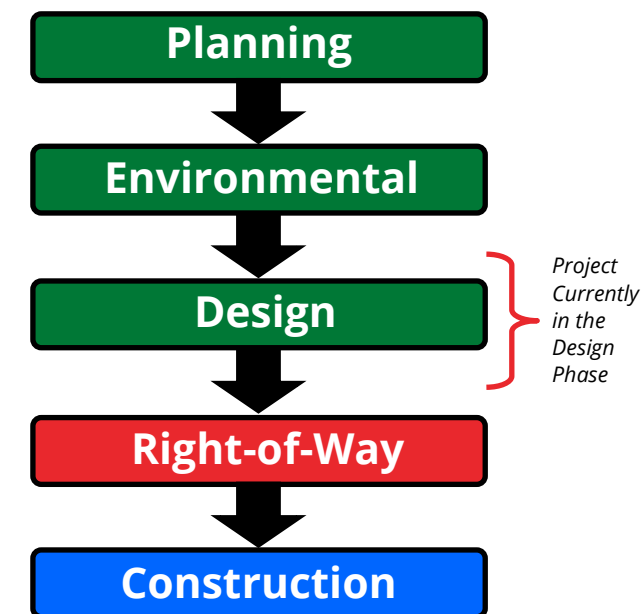 Planning
Environmental
Design
Project
Currently
in the
Design
Phase
Right-of-Way
Construction